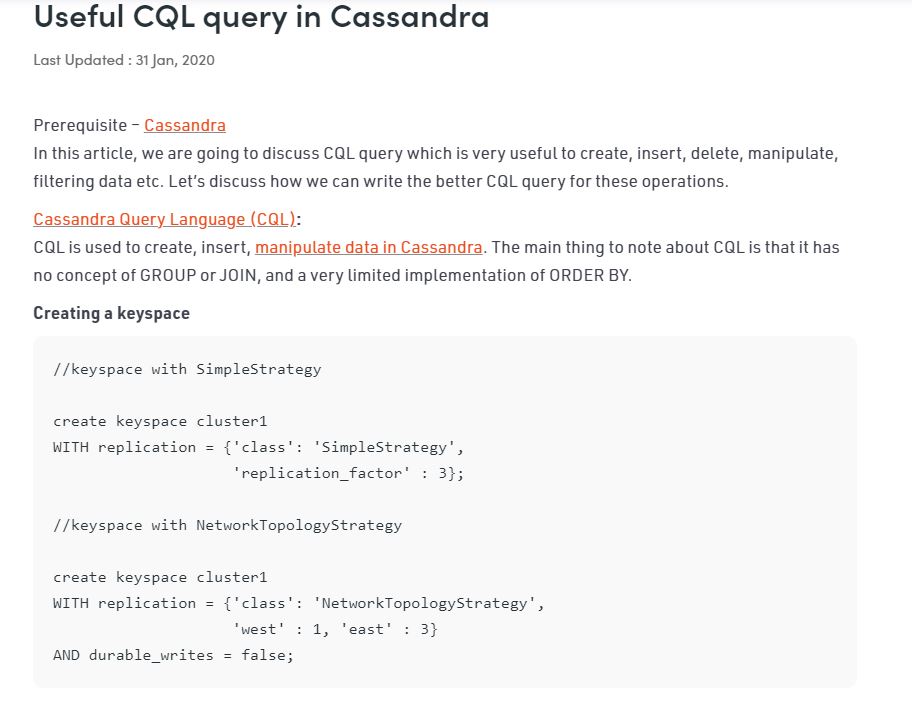 Useful CQL query in Cassandra
Last Updated : 31 Jan, 2020
Prerequisite – Cassandra
In this article, we are going to discuss CQL query which is very useful to create, insert, delete, manipulate,
filtering data etc. Let’s discuss how we can write the better CQL query for these operations.
Cassandra Query Language (CQL):
CQL is used to create, insert, manipulate data in Cassandra. The main thing to note about CQL is that it has
no concept of GROUP or JOIN, and a very limited implementation of ORDER BY.
Creating a keyspace
//keyspace with SimpleStrategy
create keyspace cluster1
WITH replication = {'class': 'SimpleStrategy',
'replication_factor' : 3};
//keyspace with NetworkTopologyStrategy
create keyspace cluster1
WITH replication = {'class': 'NetworkTopologyStrategy',
'west' : 1, 'east' : 3}
AND durable_writes = false;